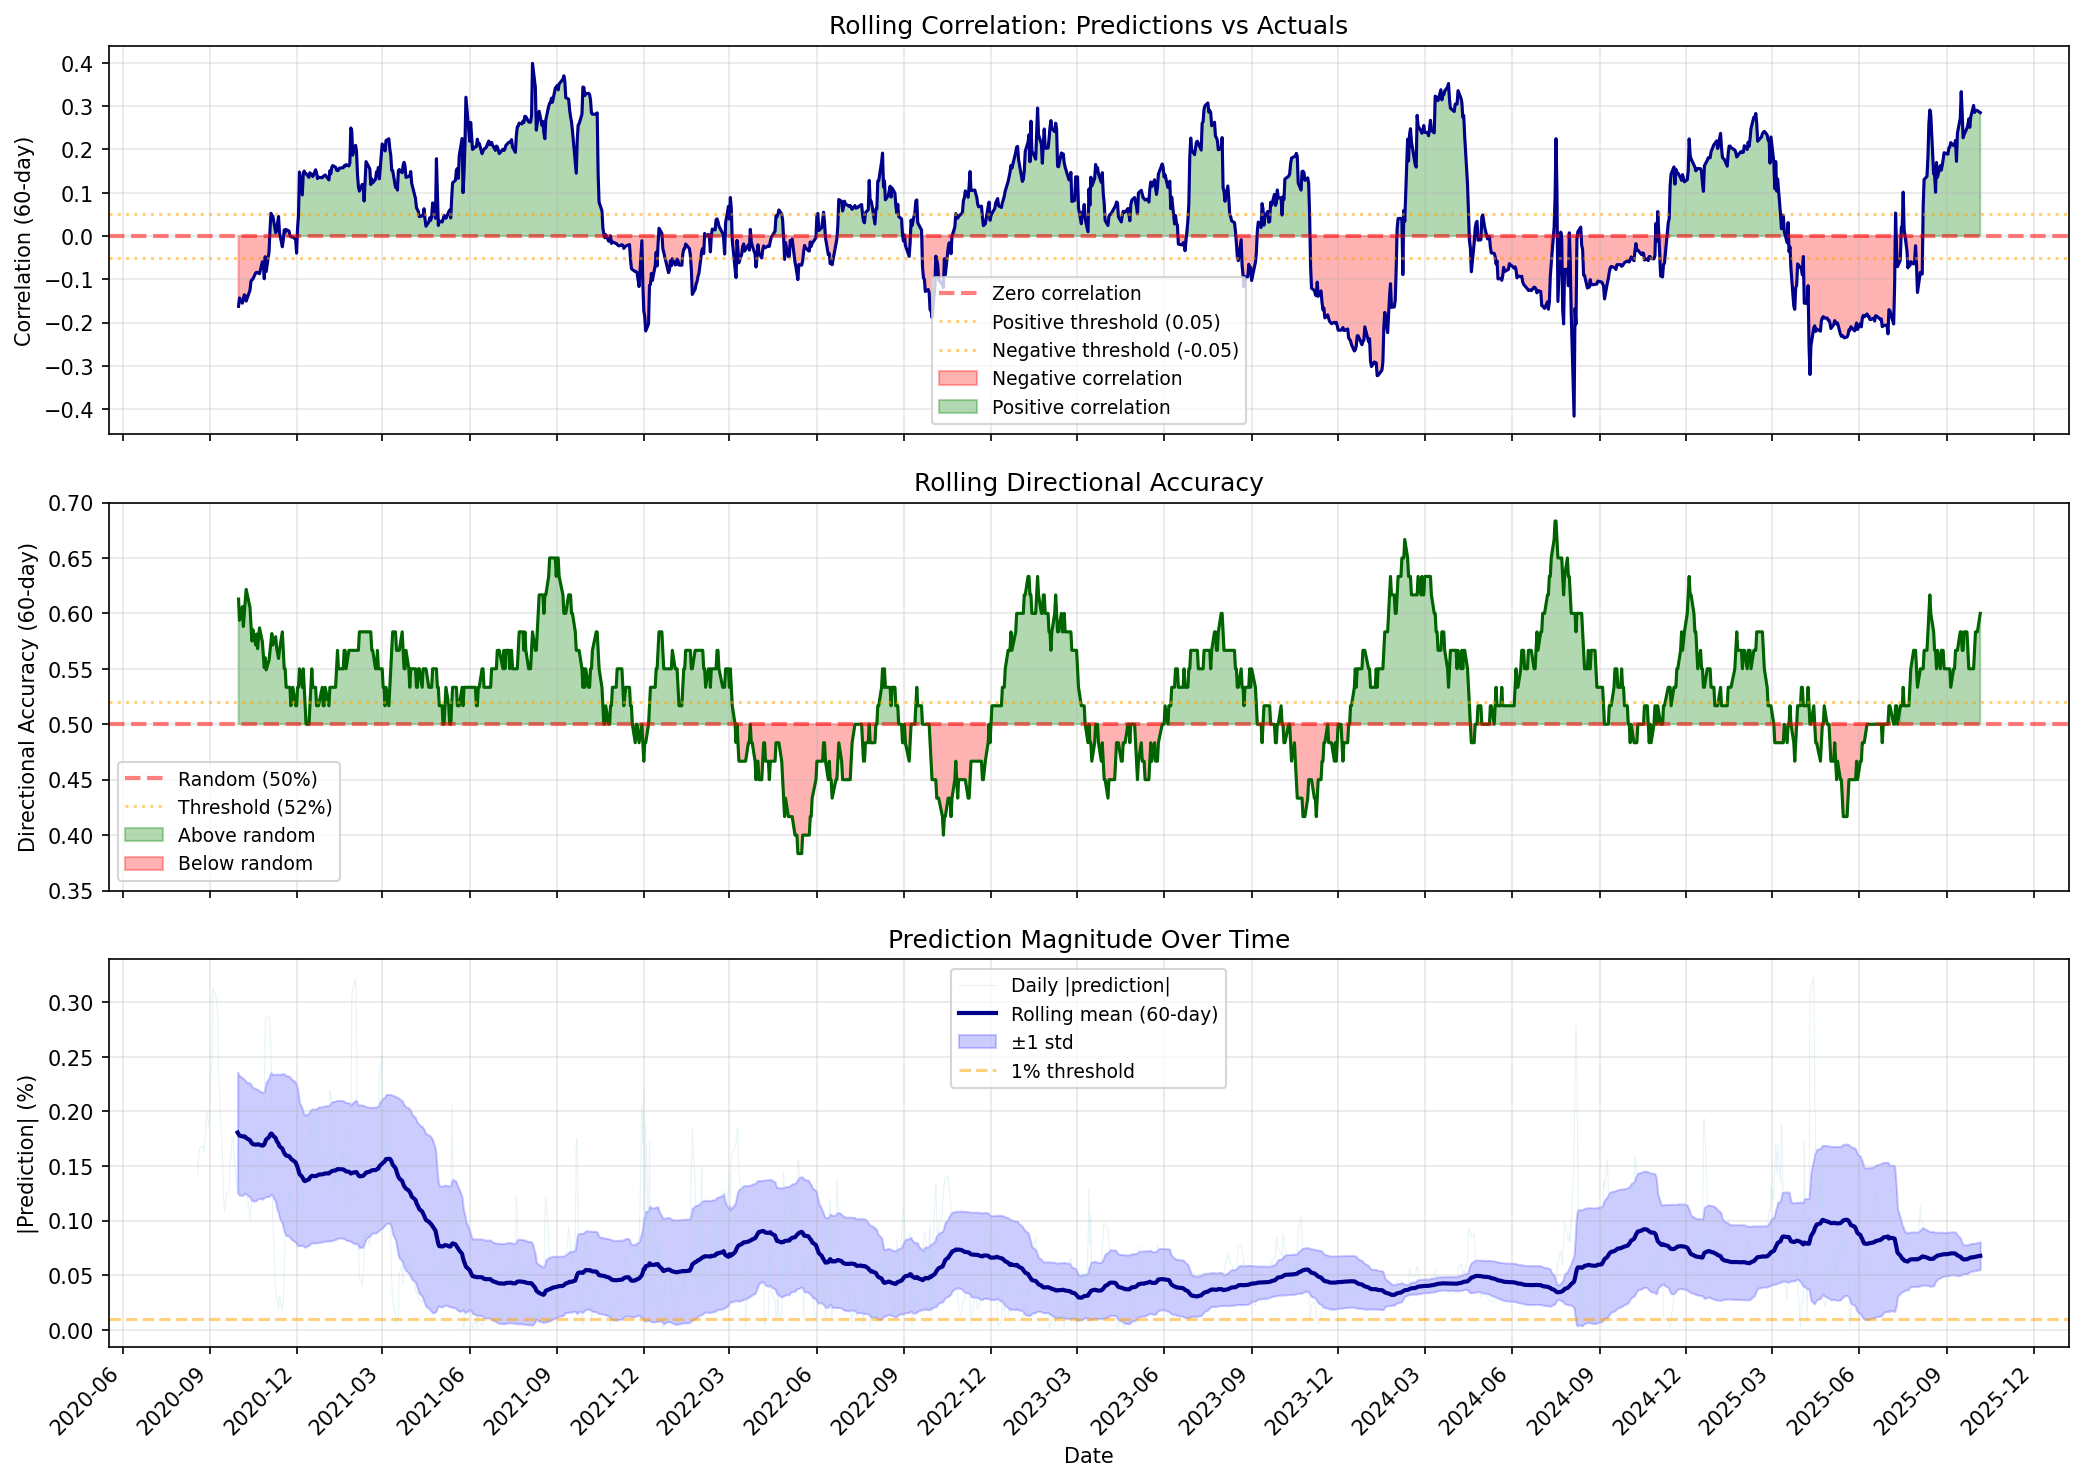 Rolling Correlation: Predictions vs Actuals
Correlation (60-day)
0.4
0.3
0.2
0.1
0.0
−0.1
−0.2
−0.3
−0.4
Zero correlation
Positive threshold (0.05)
Negative threshold (-0.05)
Negative correlation
Positive correlation
Rolling Directional Accuracy
Directional Accuracy (60-day)
0.70
0.65
0.60
0.55
0.50
0.45
0.40
0.35
Random (50%)
Threshold (52%)
Above random
Below random
Prediction Magnitude Over Time
|Prediction| (%)
0.30
0.25
0.20
0.15
0.10
0.05
0.00
Daily |prediction|
Rolling mean (60-day)
±1 std
1% threshold
2020-06
2020-09
2020-12
2021-03
2021-06
2021-09
2021-12
2022-03
2022-06
2022-09
2022-12
2023-03
2023-06
2023-09
2023-12
2024-03
2024-06
2024-09
2024-12
2025-03
2025-06
2025-09
2025-12
Date